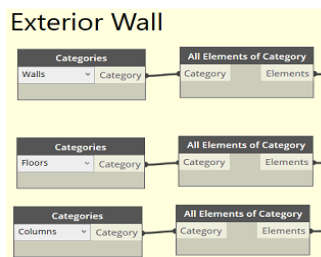 Exterior Wall
Categories
Walls Category
All Elements of Category
Category Elements
Categories
Floors Category
All Elements of Category
Category Elements
Categories
Columns Category
All Elements of Category
Category Elements